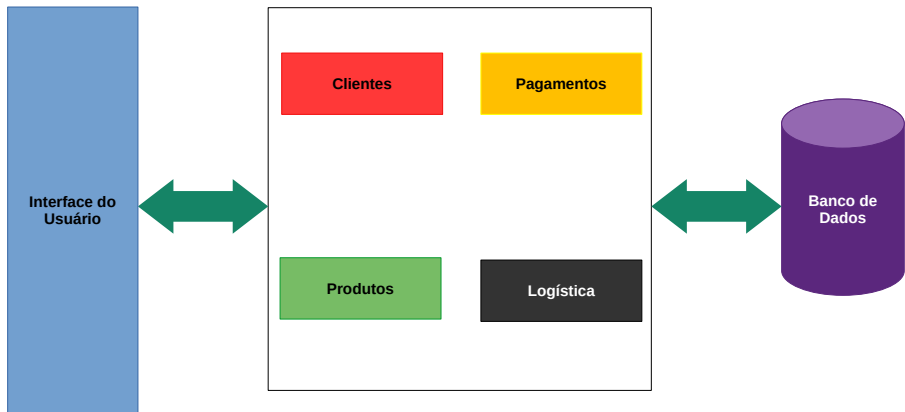 Clientes
Pagamentos
Interface do
Usuário
Banco de
Dados
Produtos
Logística